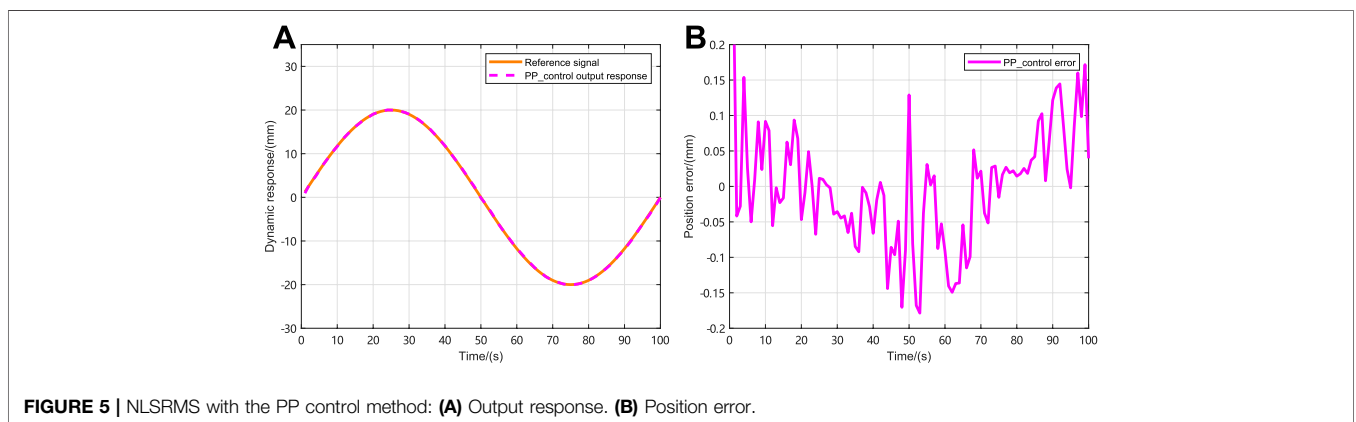 A
Reference signal
PP_control output response
Dynamic response/(mm)
30
20
10
0
-10
-20
-30
0 10 20 30 40 50 60 70 80 90 100
Time/(s)
B
PP_control error
Position error/(mm)
0.2
0.15
0.1
0.05
0
-0.05
-0.1
-0.15
-0.2
0 10 20 30 40 50 60 70 80 90 100
Time/(s)
FIGURE 5 | NLSRMS with the PP control method: (A) Output response. (B) Position error.